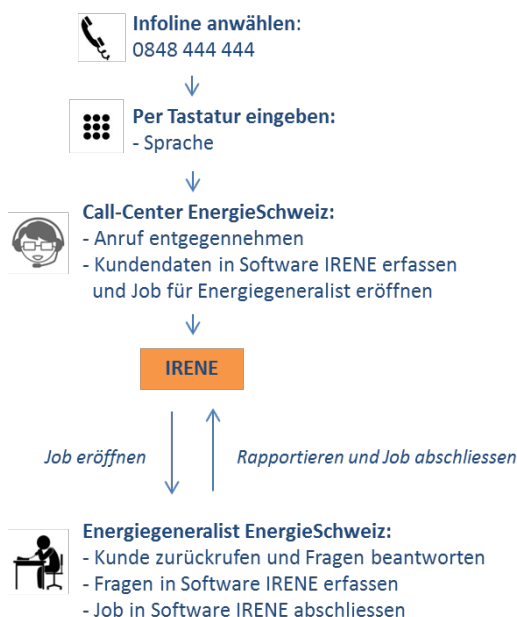 Infoline anwählen:
0848 444 444
Per Tastatur eingeben:
- Sprache
Call-Center EnergieSchweiz:
- Anruf entgegennehmen
- Kundendaten in Software IRENE erfassen
und Job für Energiegeneralist eröffnen
IRENE
Job eröffnen
Rapportieren und Job abschliessen
Energiegeneralist EnergieSchweiz:
- Kunde zurückrufen und Fragen beantworten
- Fragen in Software IRENE erfassen
- Job in Software IRENE abschliessen